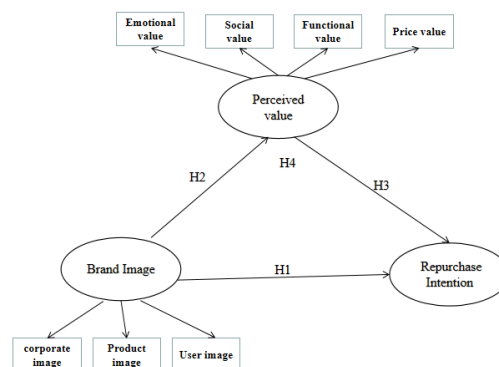 Emotional
value
Social
value
Functional
value
Price value
Perceived
value
H2
H4
H3
Brand Image
H1
Repurchase
Intention
corporate
image
Product
image
User image